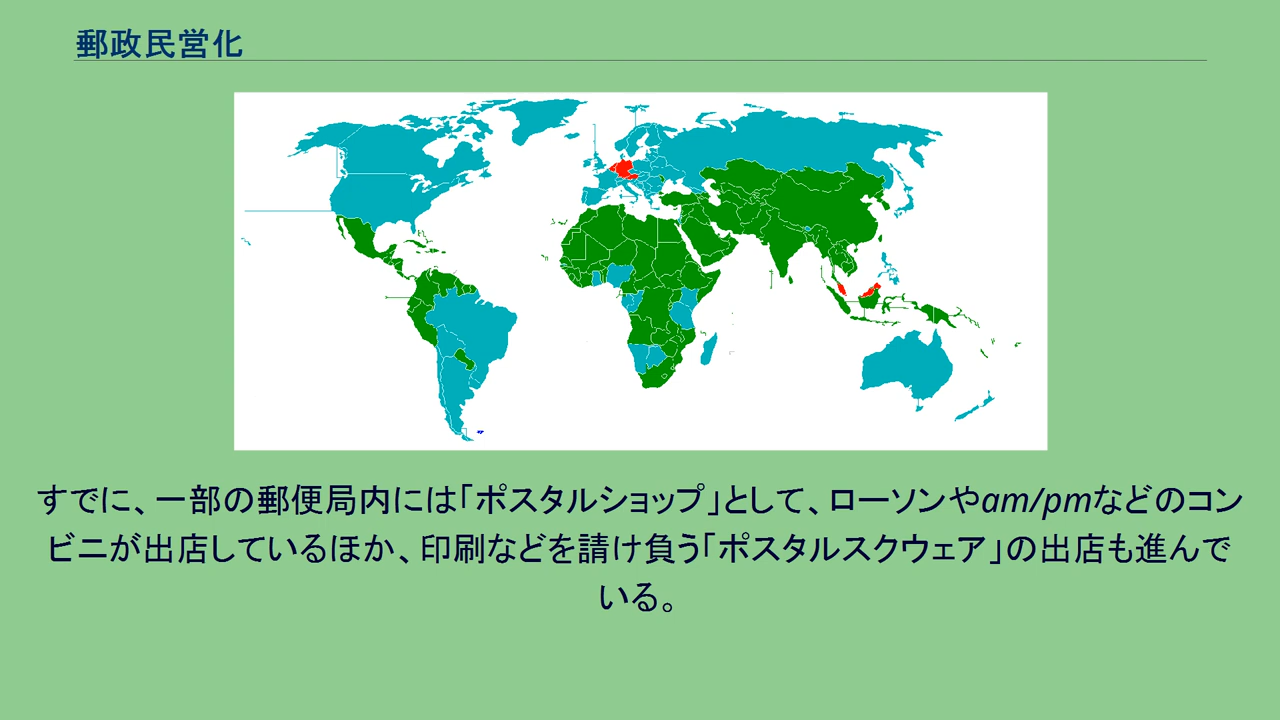 郵政民営化
すでに、一部の郵便局内には「ポスタルショップ」として、ローソンやam/pmなどのコン
ビニが出店しているほか、印刷などを請け負う「ポスタルスクウェア」の出店も進んで
いる。